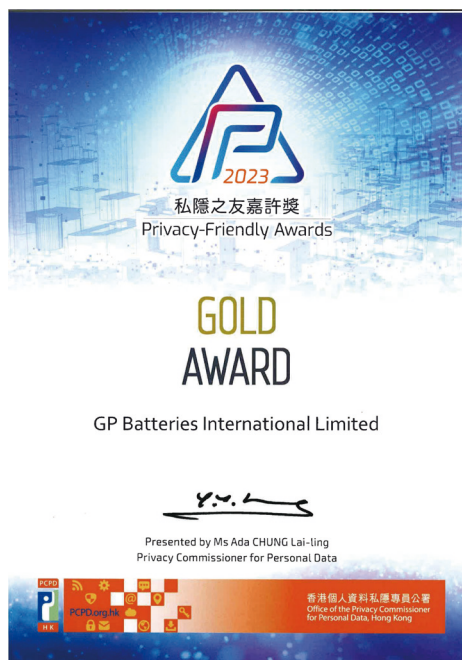 2023
私隱之友嘉許獎
Privacy-Friendly Awards
GOLD
AWARD
GP Batteries International Limited
Presented by Ms Ada CHUNG Lai-ling
Privacy Commissioner for Personal Data
PCPD
HK
PCPD.org.hk
香港個人資料私隱專員公署
Office of the Privacy Commissioner
for Personal Data, Hong Kong